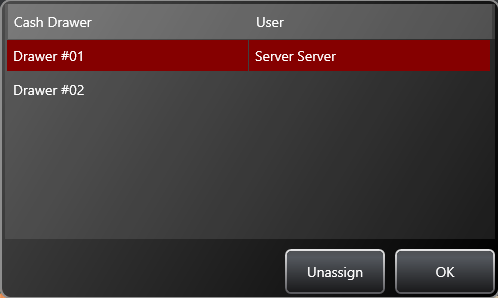 Cash Drawer User
Drawer #01 Server Server
Drawer #02
Unassign OK